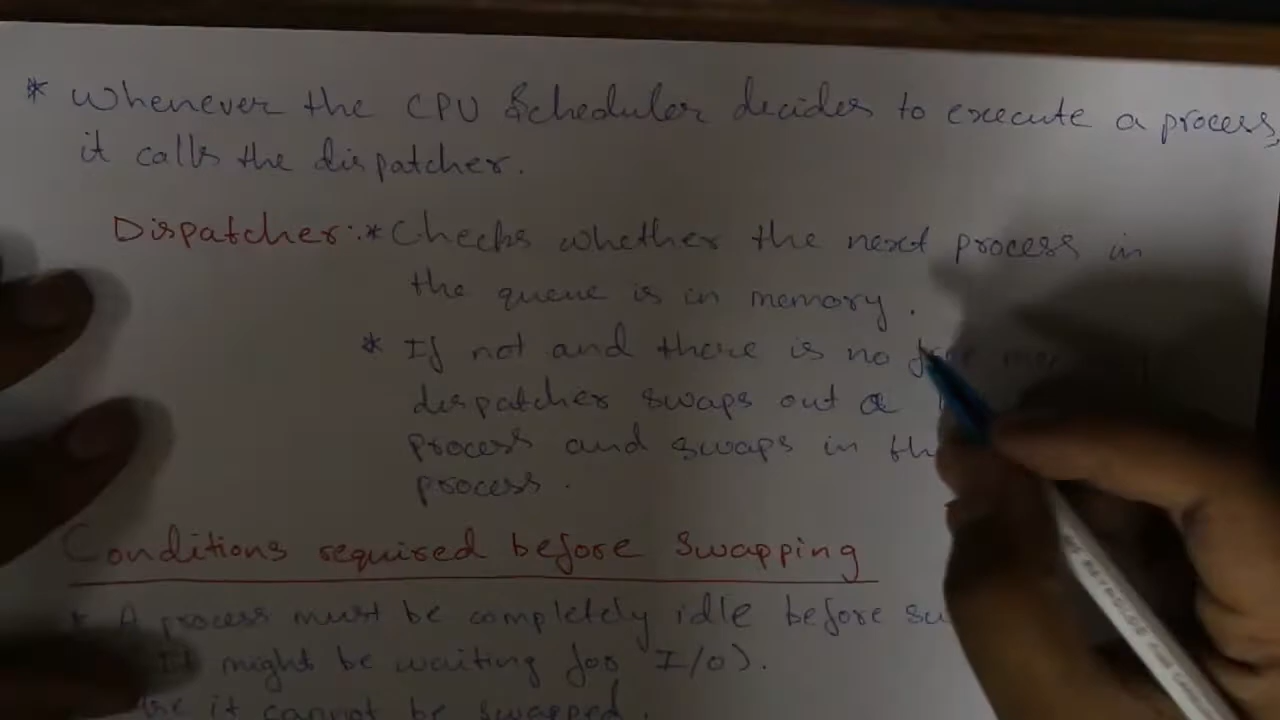 * Whenever the CPU Scheduler decides to execute a process,
it calls the dispatcher.
Dispatcher :* Checks whether the next process in
the queue is in memory.
* If not and there is no free
dispatcher swaps out a
process and swaps in
process.
Conditions required before swapping
* A process must be completely idle before
It might be waiting for I/O).
it cannot be swapped.